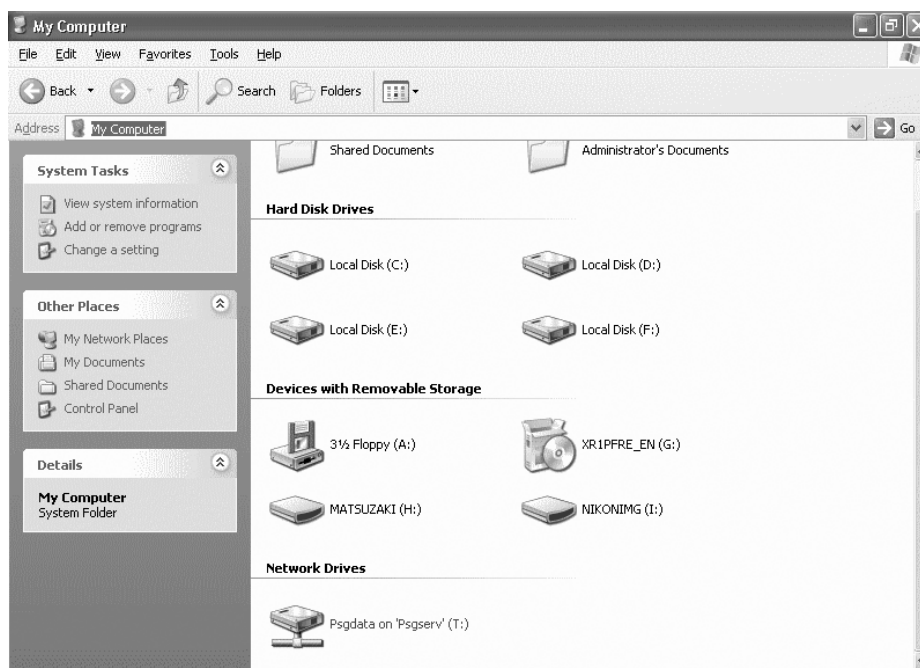 My Computer
File Edit View Favorites Tools Help
Back Search Folders
Address My Computer Go
System Tasks
View system information
Add or remove programs
Change a setting
Other Places
My Network Places
My Documents
Shared Documents
Control Panel
Details
My Computer
System Folder
Shared Documents Administrator's Documents
Hard Disk Drives
Local Disk (C:) Local Disk (D:)
Local Disk (E:) Local Disk (F:)
Devices with Removable Storage
3½ Floppy (A:) XR1PFRE_EN (G:)
MATSUZAKI (H:) NIKONIMG (I:)
Network Drives
Psgdata on 'Psgserv' (T:)